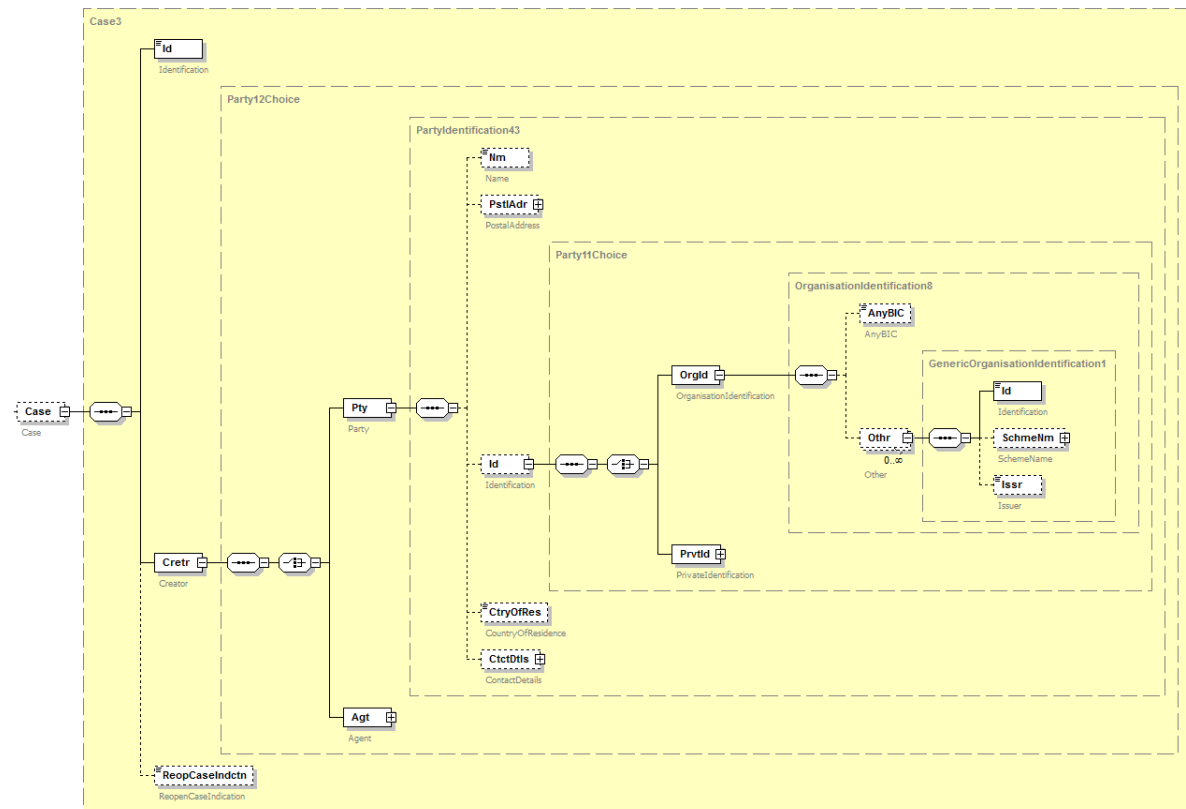 Case3
Id
Identification
Party12Choice
PartyIdentification43
Nm
Name
PstlAdr
PostalAddress
Party11Choice
OrganisationIdentification8
AnyBIC
AnyBIC
GenericOrganisationIdentification1
OrgId
OrganisationIdentification
Id
Identification
Case
Case
Pty
Party
Othr
0..∞
Other
SchmeNm
SchemeName
Id
Identification
Issr
Issuer
PrvtId
PrivateIdentification
Cretr
Creator
CtryOfRes
CountryOfResidence
CtctDtls
ContactDetails
Agt
Agent
ReopCaseIndctn
ReopenCaseIndication